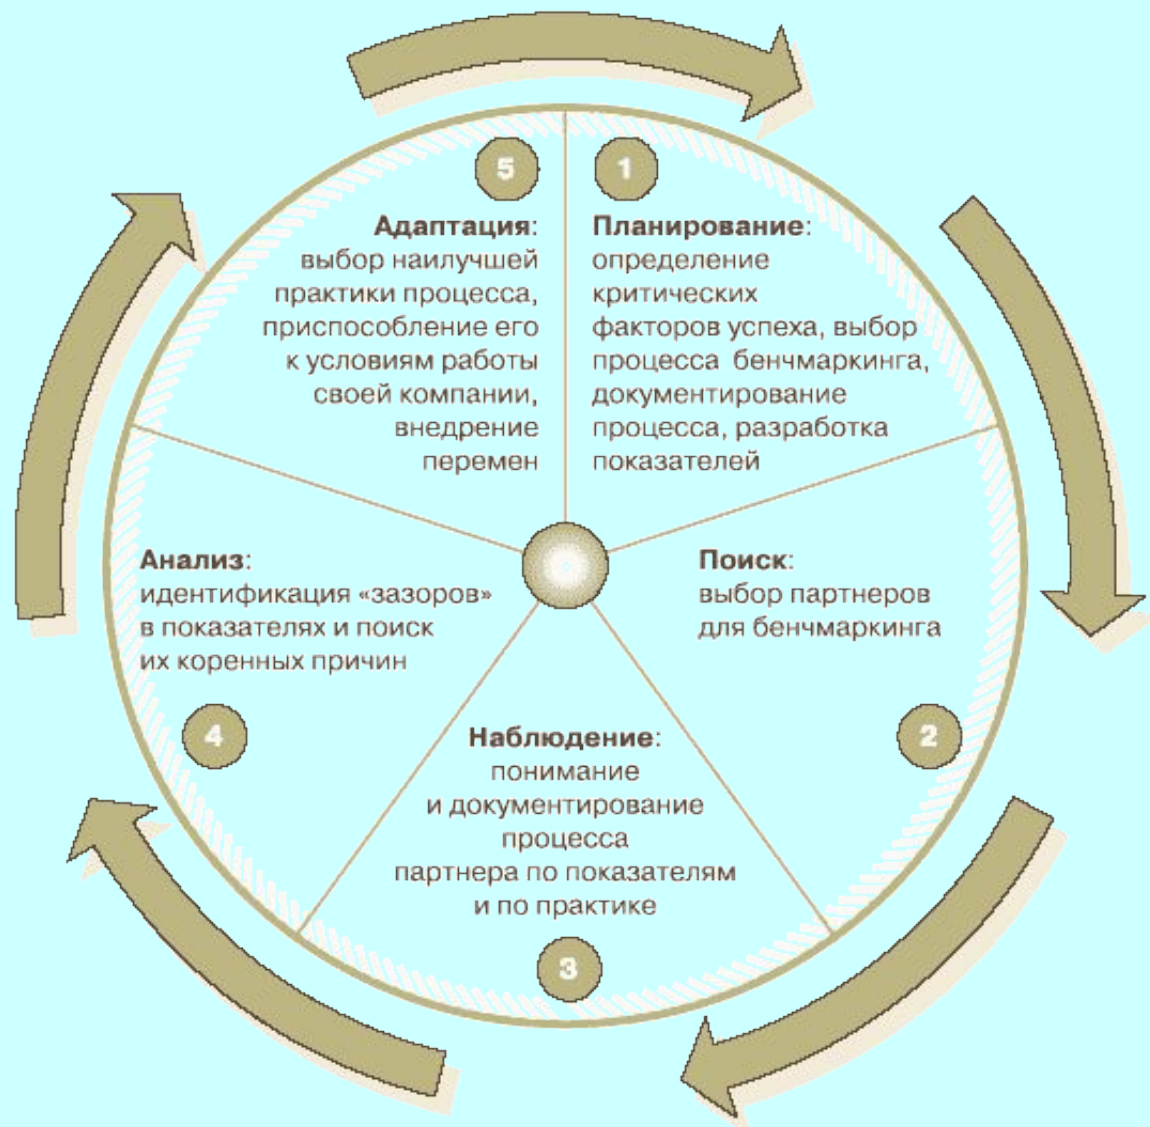 1
Планирование:
определение
критических
факторов успеха, выбор
процесса бенчмаркинга,
документирование
процесса, разработка
показателей
Поиск:
выбор партнеров
для бенчмаркинга
2
Наблюдение:
понимание
и документирование
процесса
партнера по показателям
и по практике
3
Анализ:
идентификация «зазоров»
в показателях и поиск
их коренных причин
4
5
Адаптация:
выбор наилучшей
практики процесса,
приспособление его
к условиям работы
своей компании,
внедрение
перемен